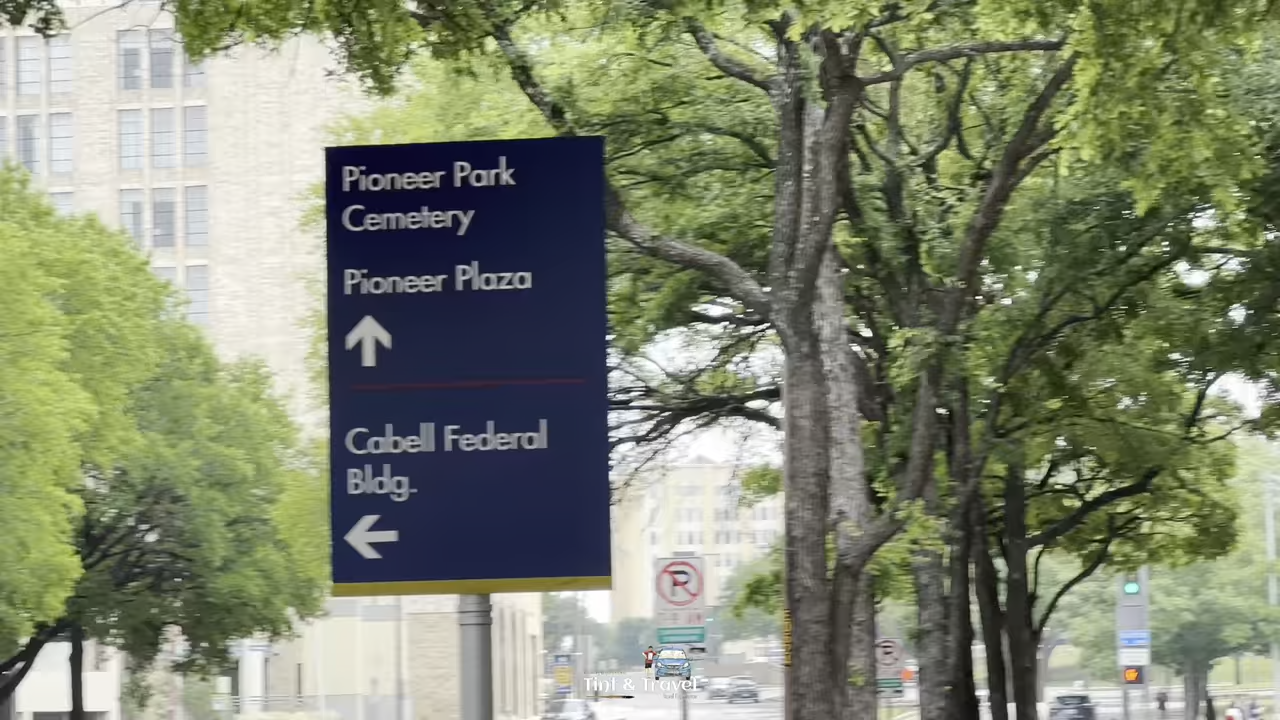 Pioneer Park
Cemetery
Pioneer Plaza
Cabell Federal
Bldg.
P
Tint & Travel